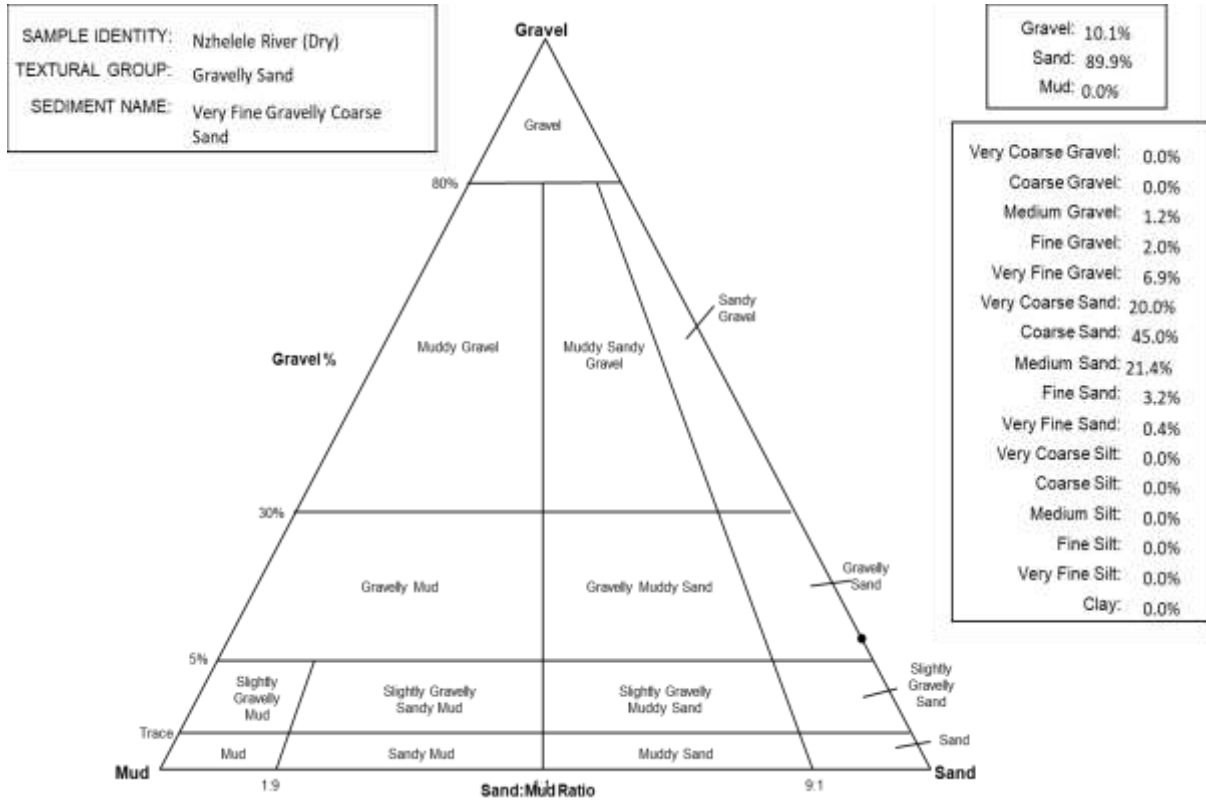 SAMPLE IDENTITY: Nzhelele River (Dry)
TEXTURAL GROUP: Gravelly Sand
SEDIMENT NAME: Very Fine Gravelly Coarse
Sand
Gravel: 10.1%
Sand: 89.9%
Mud: 0.0%
Very Coarse Gravel: 0.0%
Coarse Gravel: 0.0%
Medium Gravel: 1.2%
Fine Gravel: 2.0%
Very Fine Gravel: 6.9%
Very Coarse Sand: 20.0%
Coarse Sand: 45.0%
Medium Sand: 21.4%
Fine Sand: 3.2%
Very Fine Sand: 0.4%
Very Coarse Silt: 0.0%
Coarse Silt: 0.0%
Medium Silt: 0.0%
Fine Silt: 0.0%
Very Fine Silt: 0.0%
Clay: 0.0%
Gravel
Gravel
80%
Sandy
Gravel
Gravel %
Muddy Gravel
Muddy Sandy
Gravel
30%
Gravelly Mud
Gravelly Muddy Sand
Gravelly
Sand
5%
Slightly
Gravelly
Mud
Slightly Gravelly
Sandy Mud
Slightly Gravelly
Muddy Sand
Slightly
Gravelly
Sand
Trace
Mud
Sandy Mud
Muddy Sand
Sand
Mud
Sand
1:9
9:1
Sand:Mud Ratio